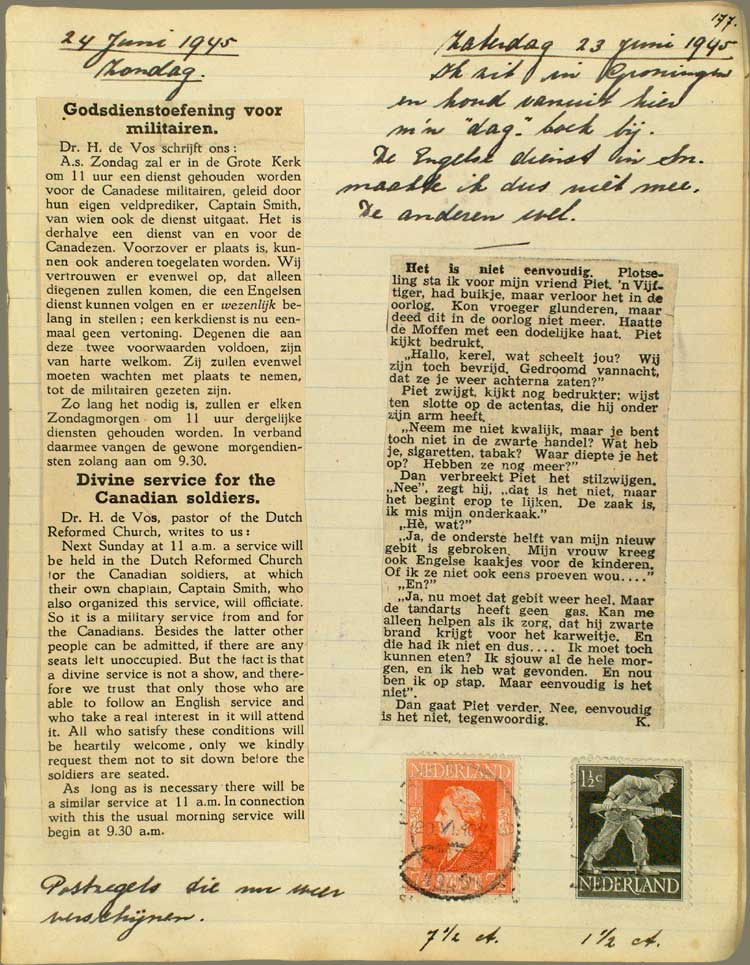 177.
24 Juni 1945
Zondag.
Godsdienstoefening voor
militairen.
Dr. H. de Vos schrijft ons:
A.s. Zondag zal er in de Grote Kerk
om 11 uur een dienst gehouden worden
voor de Canadese militairen, geleid door
hun eigen veldprediker, Captain Smith,
van wien ook de dienst uitgaat. Het is
derhalve een dienst van en voor de
Canadezen. Voorzover er plaats is, kun-
nen ook anderen toegelaten worden. Wij
vertrouwen er evenwel op, dat alleen
diegenen zullen komen, die een Engelsen
dienst kunnen volgen en er wezenlijk be-
lang in stellen; een kerkdienst is nu een-
maal geen vertoning. Degenen die aan
deze twee voorwaarden voldoen, zijn
van harte welkom. Zij zullen evenwel
moeten wachten met plaats te nemen,
tot de militairen gezeten zijn.
Zo lang het nodig is, zullen er elken
Zondagmorgen om 11 uur dergelijke
diensten gehouden worden. In verband
daarmee vangen de gewone morgendien-
sten zolang aan om 9.30.
Divine service for the
Canadian soldiers.
Dr. H. de Vos, pastor of the Dutch
Reformed Church, writes to us:
Next Sunday at 11 a.m. a service will
be held in the Dutch Reformed Church
for the Canadian soldiers, at which
their own chaplain, Captain Smith, who
also organized this service, will officiate.
So it is a military service from and for
the Canadians. Besides the latter other
people can be admitted, if there are any
seats left unoccupied. But the fact is that
a divine service is not a show, and there-
fore we trust that only those who are
able to follow an English service and
who take a real interest in it will attend
it. All who satisfy these conditions will
be heartily welcome, only we kindly
request them not to sit down before the
soldiers are seated.
As long as is necessary there will be
a similar service at 11 a.m. In connection
with this the usual morning service will
begin at 9.30 a.m.
Postzegels die nu weer
verschijnen.
Zaterdag 23 Juni 1945
Ik zit in Groningen
en houd vanuit hier
m'n "dag" boek bij.
De Engelse dienst in Sn.
maakte ik dus niet mee.
De anderen wel.
Het is niet eenvoudig. Plotse-
ling sta ik voor mijn vriend Piet. 'n Vijf-
tiger, had buikje, maar verloor het in de
oorlog. Kon vroeger glunderen, maar
deed dit in de oorlog niet meer. Haatte
de Moffen met een dodelijke haat. Piet
kijkt bedrukt.
„Hallo, kerel, wat scheelt jou? Wij
zijn toch bevrijd. Gedroomd vannacht,
dat ze je weer achterna zaten?"
Piet zwijgt, kijkt nog bedrukter; wijst
ten slotte op de actentas, die hij onder
zijn arm heeft.
„Neem me niet kwalijk, maar je bent
toch niet in de zwarte handel? Wat heb
je, sigaretten, tabak? Waar diepte je het
op? Hebben ze nog meer?"
Dan verbreekt Piet het stilzwijgen.
„Nee", zegt hij, „dat is het niet, maar
het begint erop te lijken. De zaak is,
ik mis mijn onderkaak."
„Hè, wat?"
„Ja, de onderste helft van mijn nieuw
gebit is gebroken. Mijn vrouw kreeg
ook Engelse kaakjes voor de kinderen.
Of ik ze niet ook eens proeven wou...."
„En?"
„Ja, nu moet dat gebit weer heel. Maar
de tandarts heeft geen gas. Kan me
alleen helpen als ik zorg, dat hij zwarte
brand krijgt voor het karweitje. En
die had ik niet en dus.... Ik moet toch
kunnen eten? Ik sjouw al de hele mor-
gen, en ik heb wat gevonden. En nou
ben ik op stap. Maar eenvoudig is het
niet".
Dan gaat Piet verder. Nee, eenvoudig
is het niet, tegenwoordig. K.
NEDERLAND
1½ c
NEDERLAND
7½ ct.
1½ ct.